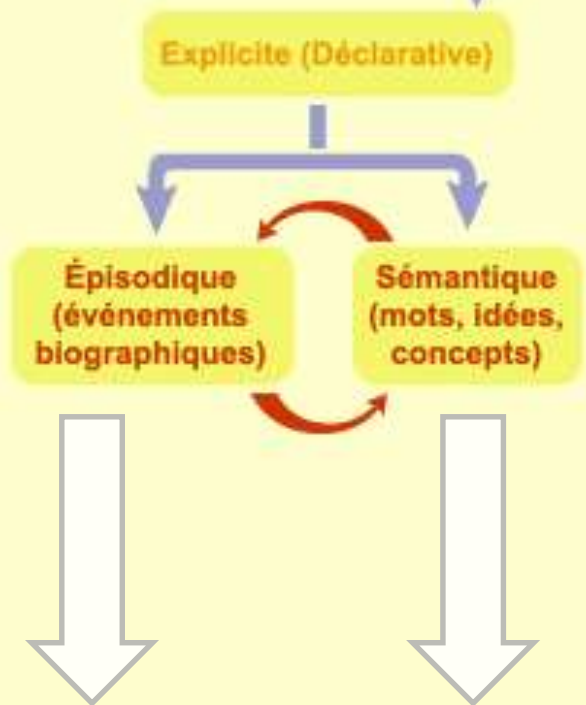 Explicite (Déclarative)
Épisodique
(événements
biographiques)
Sémantique
(mots, idées,
concepts)